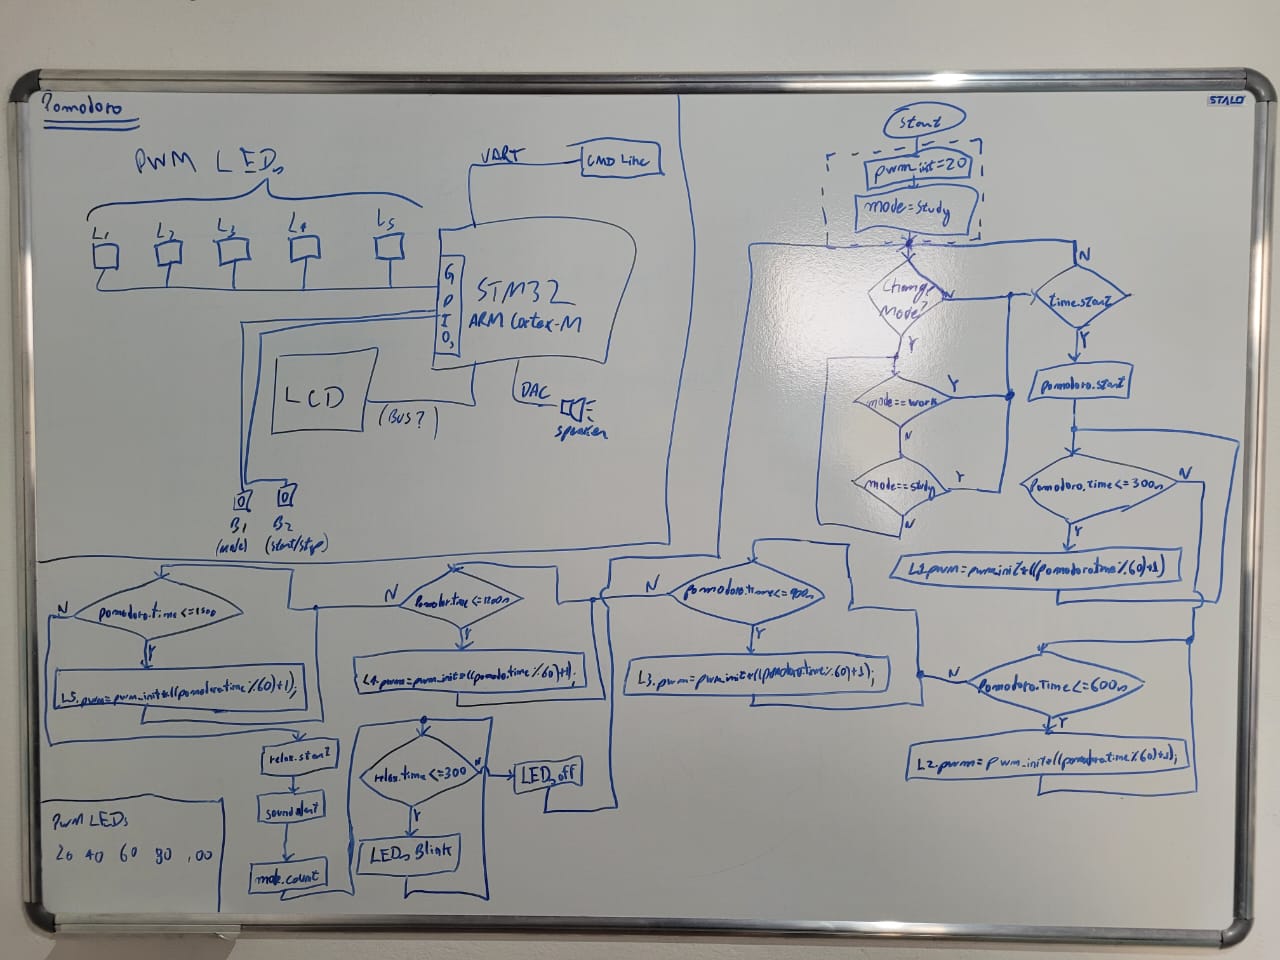 Pomodoro
STALO
PWM LEDs
L1 L2 L3 L4 L5
UART
CMD Line
GPIOs
STM32
ARM Cortex-M
LCD
(BUS?)
DAC
speaker
B1
(mode)
B2
(start/stop)
start
pwm_init=20
mode=study
Change
Mode?
N
Y
mode==work
Y
N
mode==study
Y
N
time.start
N
Y
pomodoro.start
Pomodoro.time<=300s
N
Y
L1.pwm=pwm_init*((pomodoro.time%60)+1)
Pomodoro.Time<=600s
N
Y
L2.pwm=pwm_init*((pomodoro.time%60)+1);
pomodoro.time<=900s
N
Y
L3.pwm=pwm_init*((pomodoro.time%60)+1);
Pomodor.time<=1200s
N
Y
L4.pwm=pwm_init*((pomodo.time%60)+1);
pomodoro.time<=1500
N
Y
L5.pwm=pwm_init*((pomodoro.time%60)+1);
relax.start
sound alert
mode.count
relax.time<=300
N
Y
LEDs Blink
LEDs off
PWM LEDs
20 40 60 80 100